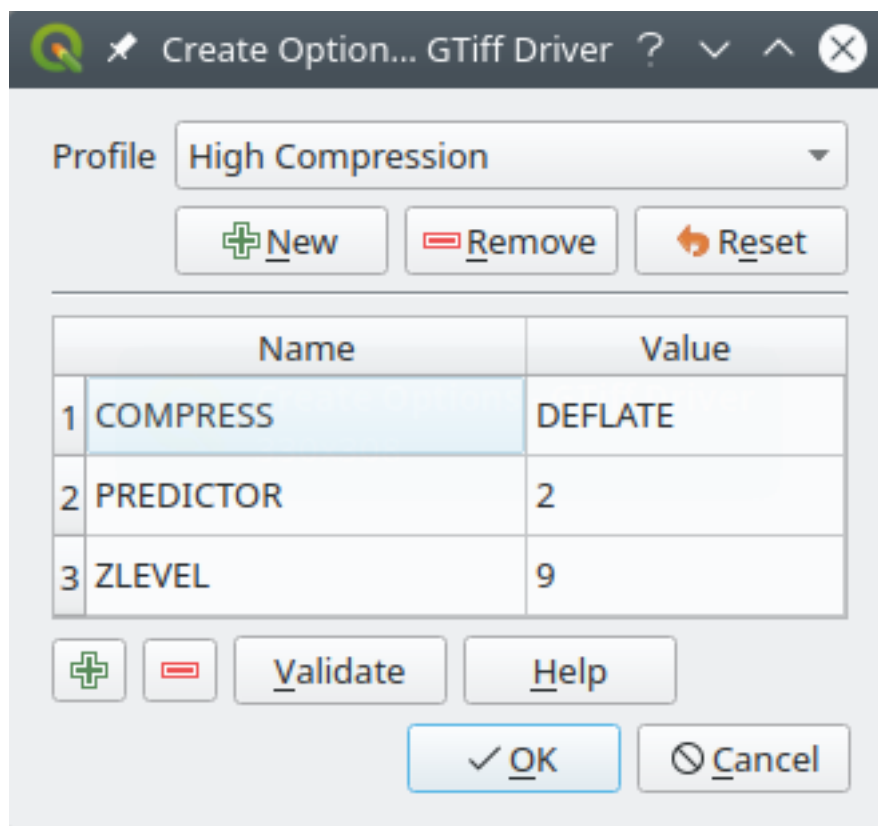 Create Option... GTiff Driver ?
Profile High Compression
New Remove Reset
Name Value
1 COMPRESS DEFLATE
2 PREDICTOR 2
3 ZLEVEL 9
Validate Help
OK Cancel